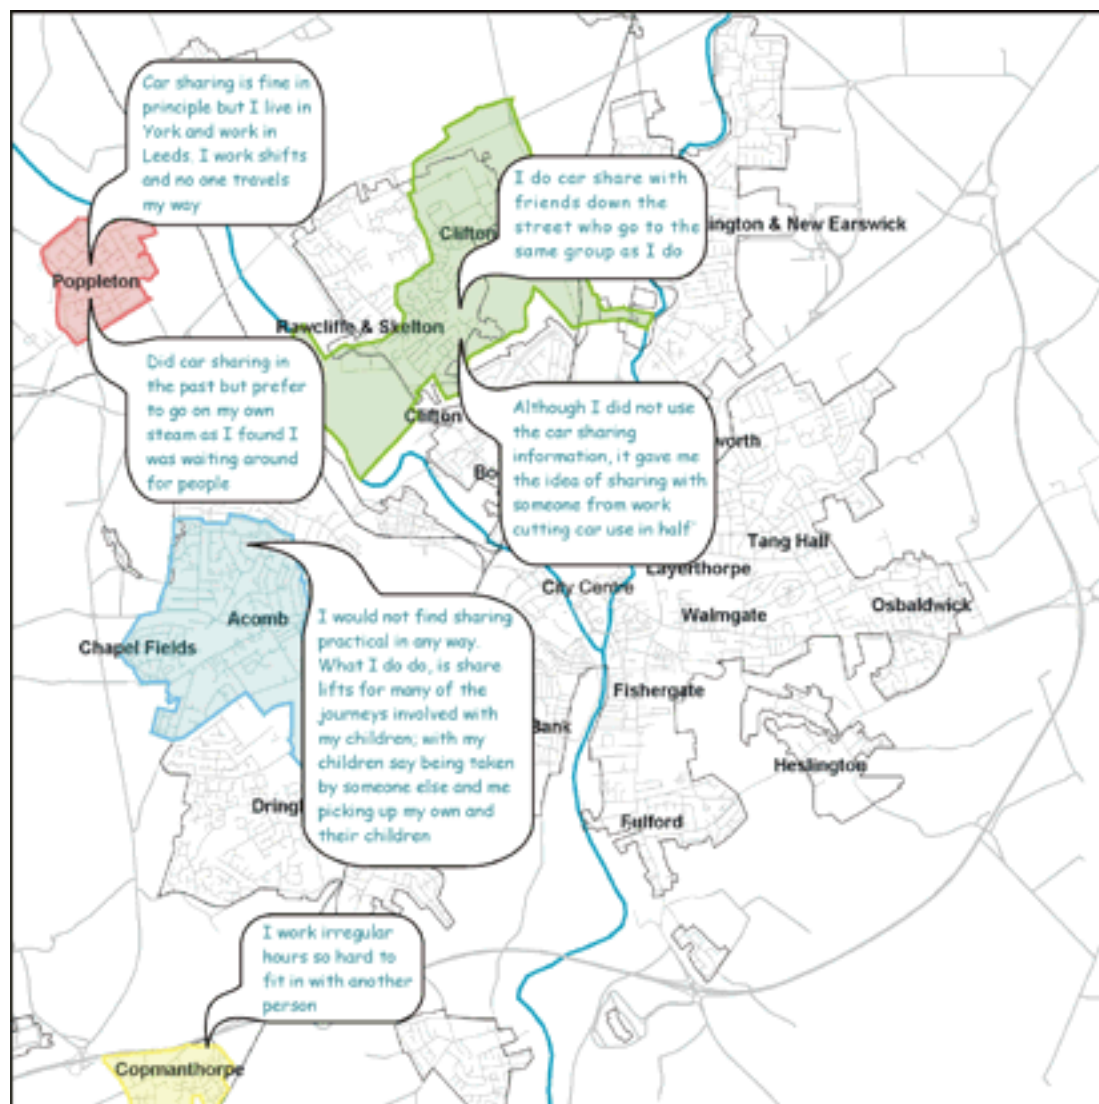 Car sharing is fine in
principle but I live in
York and work in
Leeds. I work shifts
and no one travels
my way
I do car share with
friends down the
street who go to the
same group as I do
Clifton
ington & New Earswick
Poppleton
Rawcliffe & Skelton
Did car sharing in
the past but prefer
to go on my own
steam as I found I
was waiting around
for people
Clifton
Although I did not use
the car sharing
information, it gave me
the idea of sharing with
someone from work
cutting car use in half'
worth
Bo
Tang Hall
Layerthorpe
City Centre
Osbaldwick
Walmgate
Acomb
Chapel Fields
I would not find sharing
practical in any way.
What I do do, is share
lifts for many of the
journeys involved with
my children; with my
children say being taken
by someone else and me
picking up my own and
their children
Fishergate
Bank
Heslington
Dring
Fulford
I work irregular
hours so hard to
fit in with another
person
Copmanthorpe